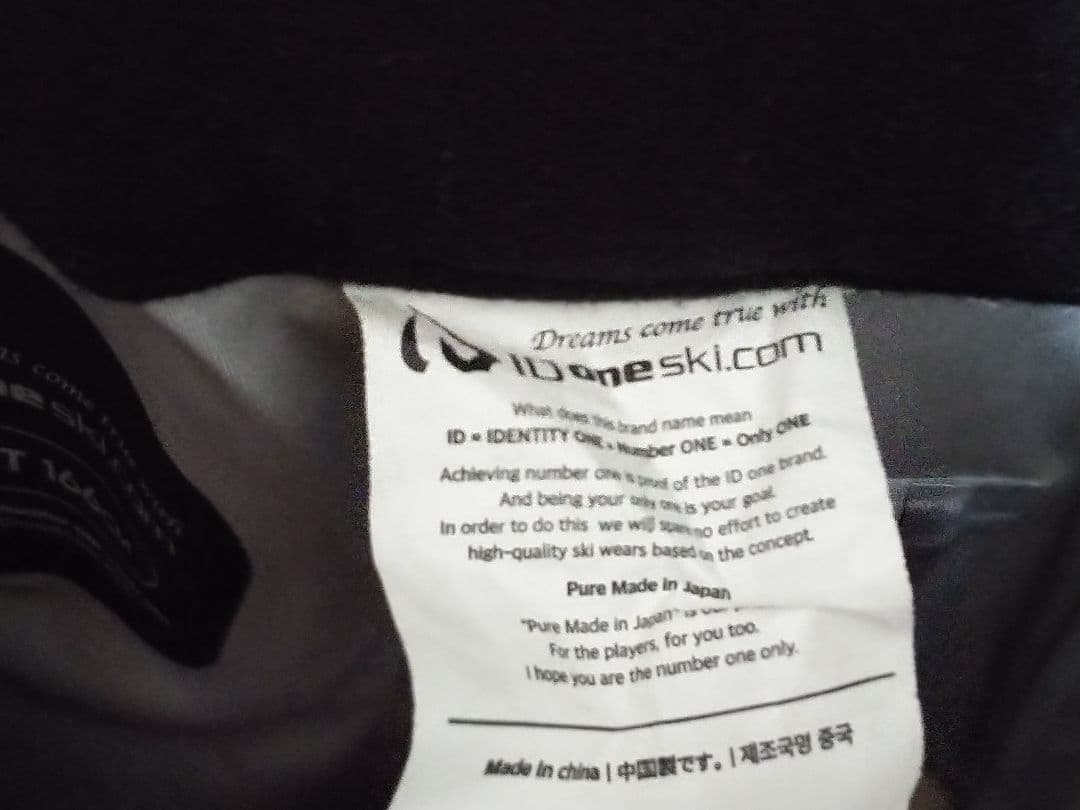 Dreams come true with
IDoneski.com
What does this brand name mean
ID = IDENTITY ONE = Number ONE = Only ONE
Achieving number one is proof of the ID one brand.
And being your only one is your goal.
In order to do this we will spare no effort to create
high-quality ski wears based on the concept.
Pure Made in Japan
"Pure Made in Japan" is our
For the players, for you too.
I hope you are the number one only.
Made in china | 中国製です。 | 제조국명 중국
come
T 166